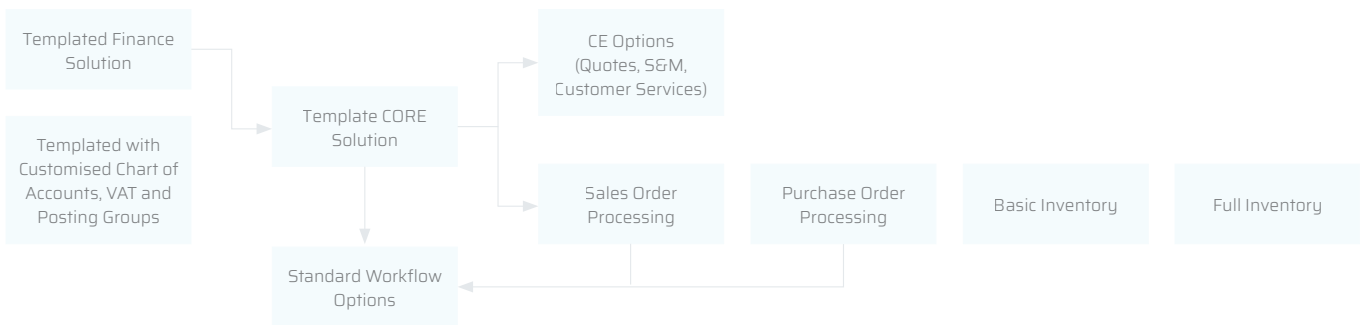 Templated Finance
Solution
Templated with
Customised Chart of
Accounts, VAT and
Posting Groups
Template CORE
Solution
Standard Workflow
Options
CE Options
(Quotes, S&M,
Customer Services)
Sales Order
Processing
Purchase Order
Processing
Basic Inventory
Full Inventory